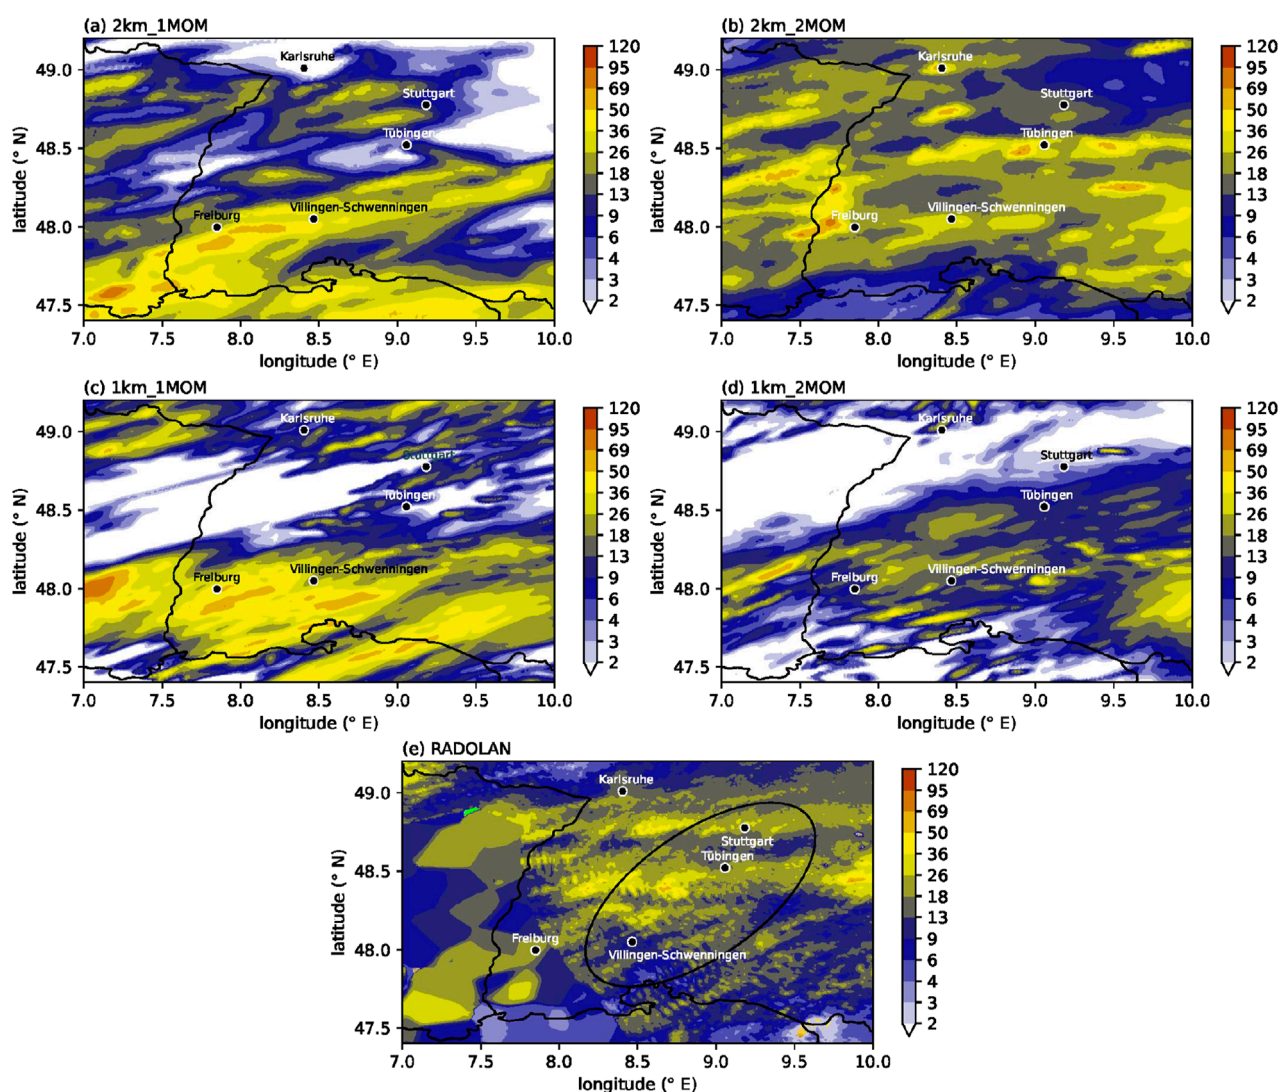 (a) 2km_1MOM
Karlsruhe
Stuttgart
Tübingen
Villingen-Schwenningen
Freiburg
49.0
48.5
48.0
47.5
latitude (° N)
7.0 7.5 8.0 8.5 9.0 9.5 10.0
longitude (° E)
120
95
69
50
36
26
18
13
9
6
4
3
2
(b) 2km_2MOM
Karlsruhe
Stuttgart
Tübingen
Villingen-Schwenningen
Freiburg
49.0
48.5
48.0
47.5
latitude (° N)
7.0 7.5 8.0 8.5 9.0 9.5 10.0
longitude (° E)
120
95
69
50
36
26
18
13
9
6
4
3
2
(c) 1km_1MOM
Karlsruhe
Stuttgart
Tübingen
Villingen-Schwenningen
Freiburg
49.0
48.5
48.0
47.5
latitude (° N)
7.0 7.5 8.0 8.5 9.0 9.5 10.0
longitude (° E)
120
95
69
50
36
26
18
13
9
6
4
3
2
(d) 1km_2MOM
Karlsruhe
Stuttgart
Tübingen
Villingen-Schwenningen
Freiburg
49.0
48.5
48.0
47.5
latitude (° N)
7.0 7.5 8.0 8.5 9.0 9.5 10.0
longitude (° E)
120
95
69
50
36
26
18
13
9
6
4
3
2
(e) RADOLAN
Karlsruhe
Stuttgart
Tübingen
Freiburg
Villingen-Schwenningen
49.0
48.5
48.0
47.5
latitude (° N)
7.0 7.5 8.0 8.5 9.0 9.5 10.0
longitude (° E)
120
95
69
50
36
26
18
13
9
6
4
3
2